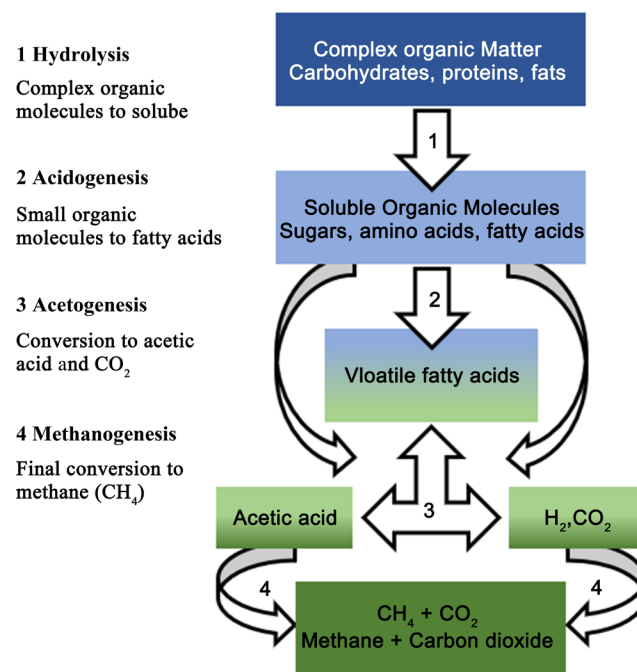 1 Hydrolysis
Complex organic
molecules to solube
2 Acidogenesis
Small organic
molecules to fatty acids
3 Acetogenesis
Conversion to acetic
acid and CO₂
4 Methanogenesis
Final conversion to
methane (CH₄)
Complex organic Matter
Carbohydrates, proteins, fats
1
Soluble Organic Molecules
Sugars, amino acids, fatty acids
2
Vloatile fatty acids
3
Acetic acid
H₂,CO₂
4
4
CH₄ + CO₂
Methane + Carbon dioxide